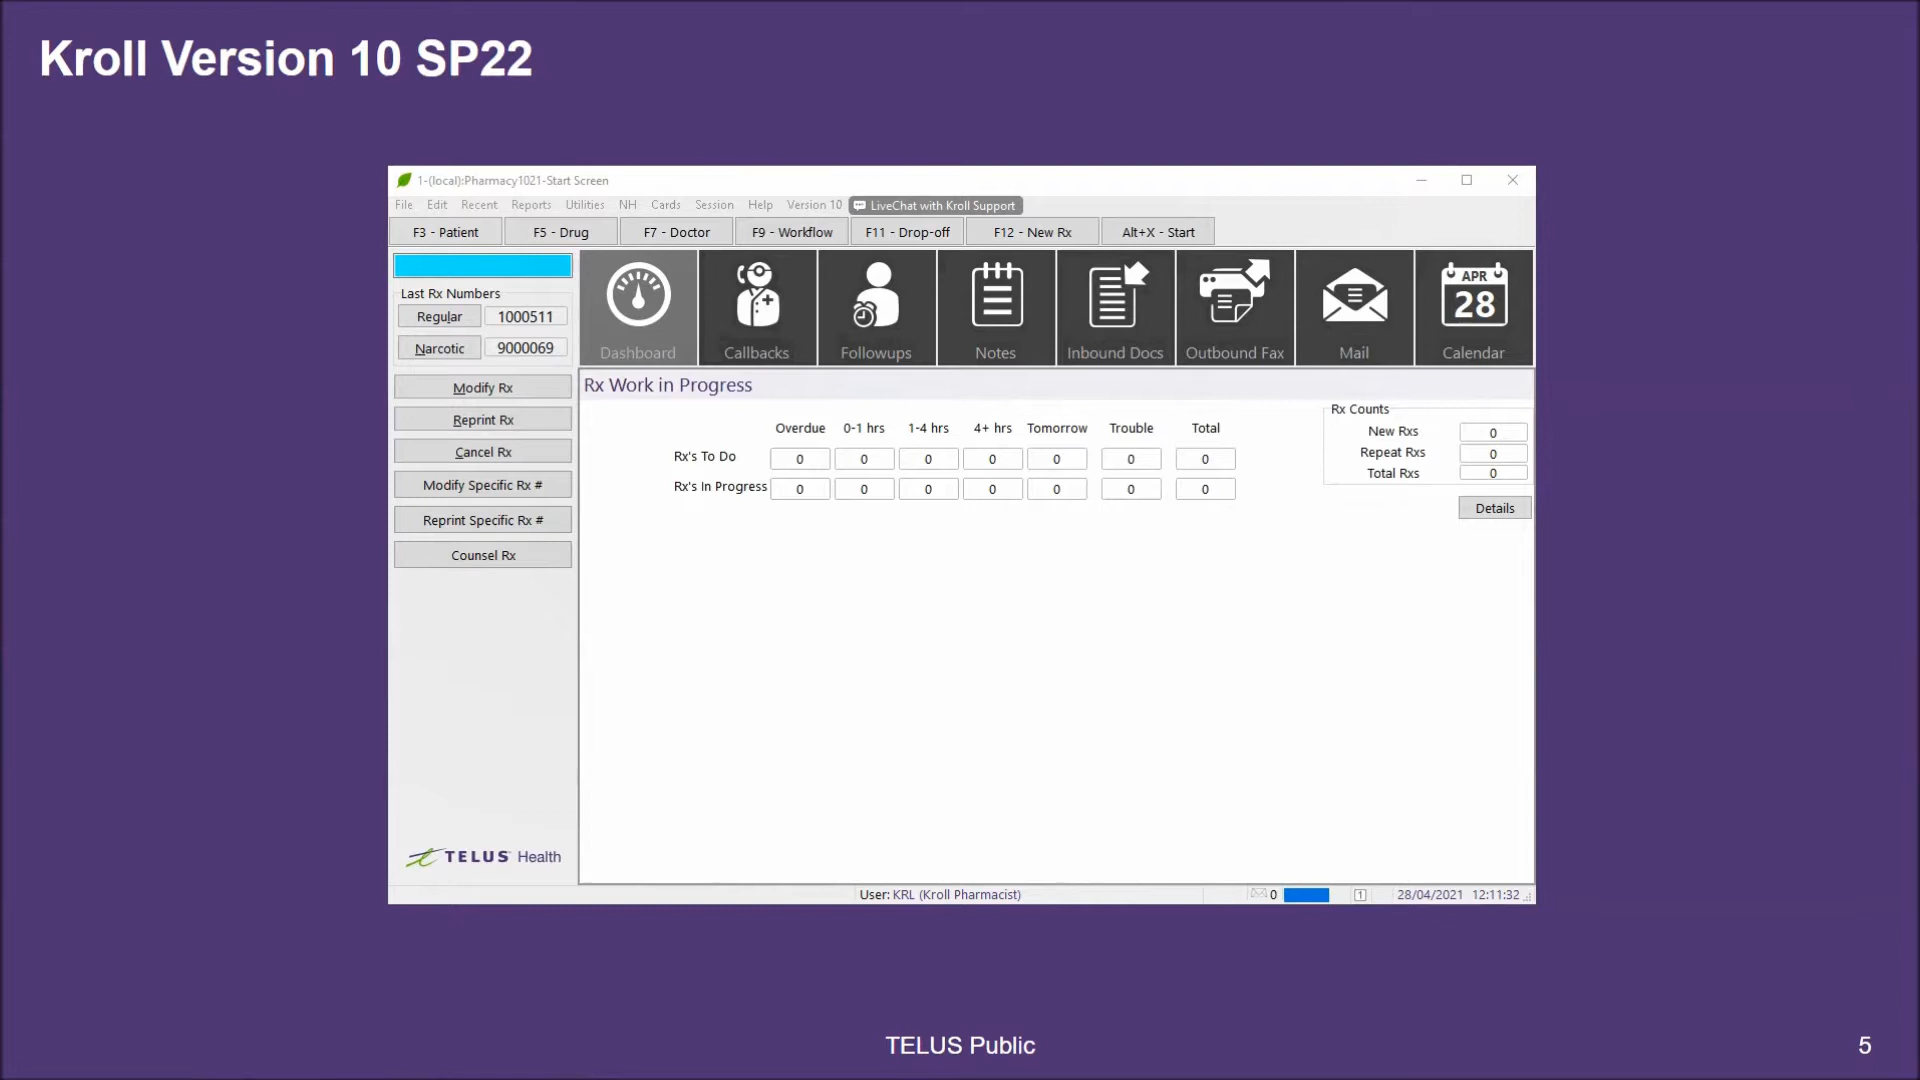 Kroll Version 10 SP22
1-(local):Pharmacy1021-Start Screen
File Edit Recent Reports Utilities NH Cards Session Help Version 10 LiveChat with Kroll Support
F3 - Patient F5 - Drug F7 - Doctor F9 - Workflow F11 - Drop-off F12 - New Rx Alt+X - Start
Last Rx Numbers
Regular 1000511
Narcotic 9000069
Modify Rx
Reprint Rx
Cancel Rx
Modify Specific Rx #
Reprint Specific Rx #
Counsel Rx
TELUS Health
APR
28
Dashboard Callbacks Followups Notes Inbound Docs Outbound Fax Mail Calendar
Rx Work in Progress
Overdue 0-1 hrs 1-4 hrs 4+ hrs Tomorrow Trouble Total
Rx's To Do 0 0 0 0 0 0 0
Rx's In Progress 0 0 0 0 0 0 0
Rx Counts
New Rxs 0
Repeat Rxs 0
Total Rxs 0
Details
User: KRL (Kroll Pharmacist) 0 1 28/04/2021 12:11:32
TELUS Public
5